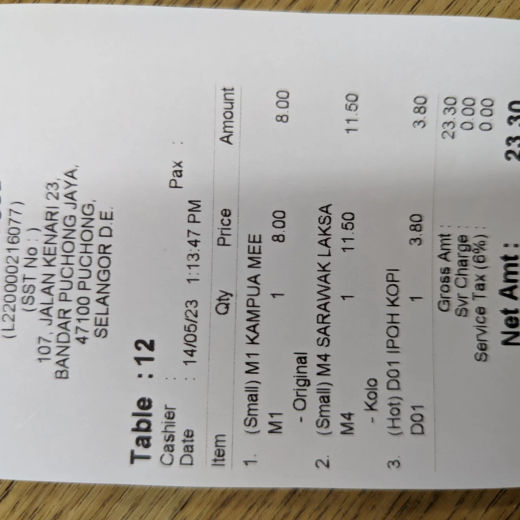 (L220000216077)
(SST No : )
107, JALAN KENARI 23,
BANDAR PUCHONG JAYA,
47100 PUCHONG,
SELANGOR D.E.
Table : 12
Cashier :
Date : 14/05/23 1:13:47 PM Pax :
Item Qty Price Amount
1. (Small) M1 KAMPUA MEE
M1 1 8.00 8.00
- Original
2. (Small) M4 SARAWAK LAKSA
M4 1 11.50 11.50
- Kolo
3. (Hot) D01 IPOH KOPI
D01 1 3.80 3.80
Gross Amt : 23.30
Svr Charge : 0.00
Service Tax (6%) : 0.00
Net Amt : 23.30